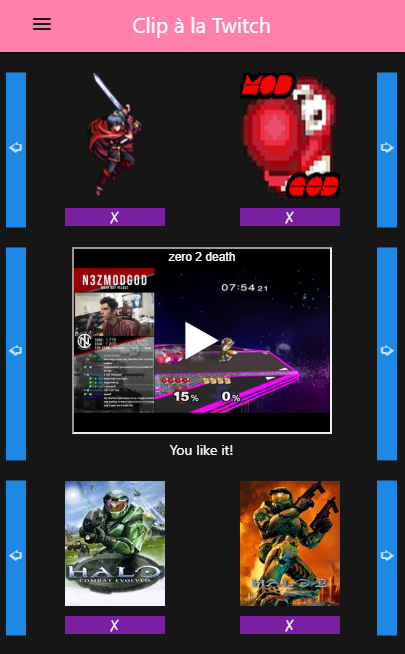 Clip à la Twitch
MOD
GOD
X
X
zero 2 death
N3ZMODGOD
07:54 21
15%
0%
You like it!
HALO
COMBAT EVOLVED
HALO 2
X
X